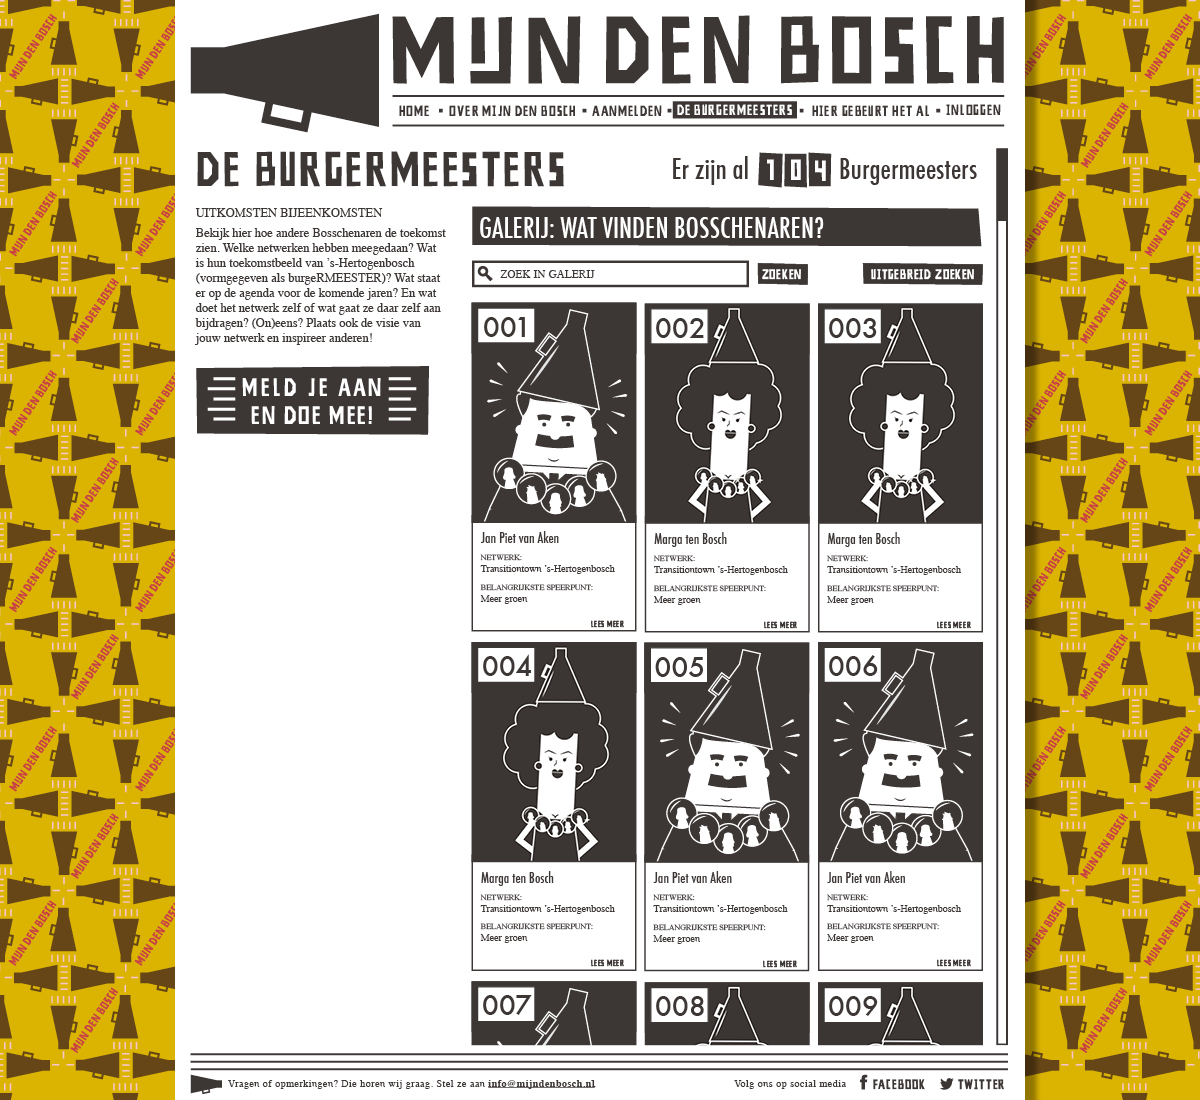 MIJN DEN BOSCH
HOME ▪ OVER MIJN DEN BOSCH ▪ AANMELDEN ▪ DE BURGERMEESTERS ▪ HIER GEBEURT HET AL ▪ INLOGGEN
DE BURGERMEESTERS
Er zijn al 104 Burgermeesters
UITKOMSTEN BIJEENKOMSTEN
Bekijk hier hoe andere Bosschenaren de toekomst
zien. Welke netwerken hebben meegedaan? Wat
is hun toekomstbeeld van 's-Hertogenbosch
(vormgegeven als burgeRMEESTER)? Wat staat
er op de agenda voor de komende jaren? En wat
doet het netwerk zelf of wat gaat ze daar zelf aan
bijdragen? (On)eens? Plaats ook de visie van
jouw netwerk en inspireer anderen!
MELD JE AAN
EN DOE MEE!
GALERIJ: WAT VINDEN BOSSCHENAREN?
ZOEK IN GALERIJ
ZOEKEN
UITGEBREID ZOEKEN
001
Jan Piet van Aken
NETWERK:
Transitiontown 's-Hertogenbosch
BELANGRIJKSTE SPEERPUNT:
Meer groen
LEES MEER
002
Marga ten Bosch
NETWERK:
Transitiontown 's-Hertogenbosch
BELANGRIJKSTE SPEERPUNT:
Meer groen
LEES MEER
003
Marga ten Bosch
NETWERK:
Transitiontown 's-Hertogenbosch
BELANGRIJKSTE SPEERPUNT:
Meer groen
LEES MEER
004
Marga ten Bosch
NETWERK:
Transitiontown 's-Hertogenbosch
BELANGRIJKSTE SPEERPUNT:
Meer groen
LEES MEER
005
Jan Piet van Aken
NETWERK:
Transitiontown 's-Hertogenbosch
BELANGRIJKSTE SPEERPUNT:
Meer groen
LEES MEER
006
Jan Piet van Aken
NETWERK:
Transitiontown 's-Hertogenbosch
BELANGRIJKSTE SPEERPUNT:
Meer groen
LEES MEER
007
008
009
Vragen of opmerkingen? Die horen wij graag. Stel ze aan info@mijndenbosch.nl
Volg ons op social media FACEBOOK TWITTER